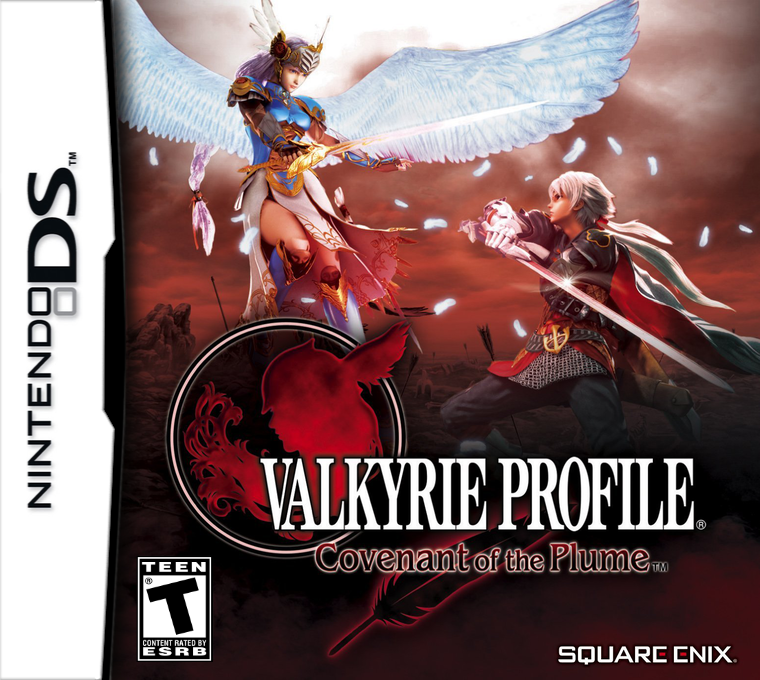 NINTENDO DS™
VALKYRIE PROFILE®
Covenant of the Plume™
TEEN
®
T
CONTENT RATED BY
ESRB
SQUARE ENIX®